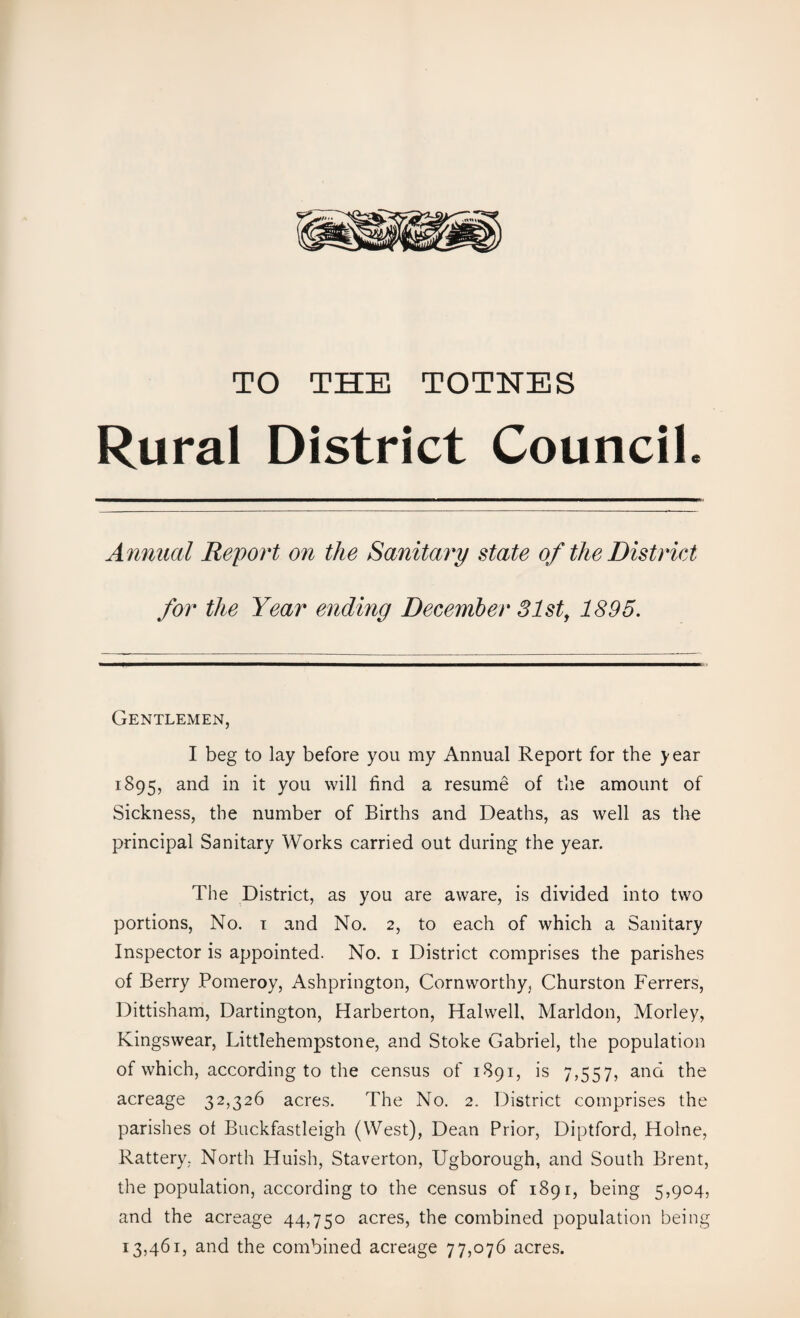 TO THE TOTNES
Rural District Council.
Annual Report on the Sanitary state of the District
for the Year ending December 31st, 1895.
GENTLEMEN,
I beg to lay before you my Annual Report for the year
1895, and in it you will find a resumê of the amount of
Sickness, the number of Births and Deaths, as well as the
principal Sanitary Works carried out during the year.
The District, as you are aware, is divided into two
portions, No. 1 and No. 2, to each of which a Sanitary
Inspector is appointed. No. 1 District comprises the parishes
of Berry Pomeroy, Ashprington, Cornworthy, Churston Ferrers,
Dittisham, Dartington, Harberton, Halwell, Marldon, Morley,
Kingswear, Littlehempstone, and Stoke Gabriel, the population
of which, according to the census of 1891, is 7,557, and the
acreage 32,326 acres. The No. 2. District comprises the
parishes of Buckfastleigh (West), Dean Prior, Diptford, Holne,
Rattery, North Huish, Staverton, Ugborough, and South Brent,
the population, according to the census of 1891, being 5,904,
and the acreage 44,750 acres, the combined population being
13,461, and the combined acreage 77,076 acres.